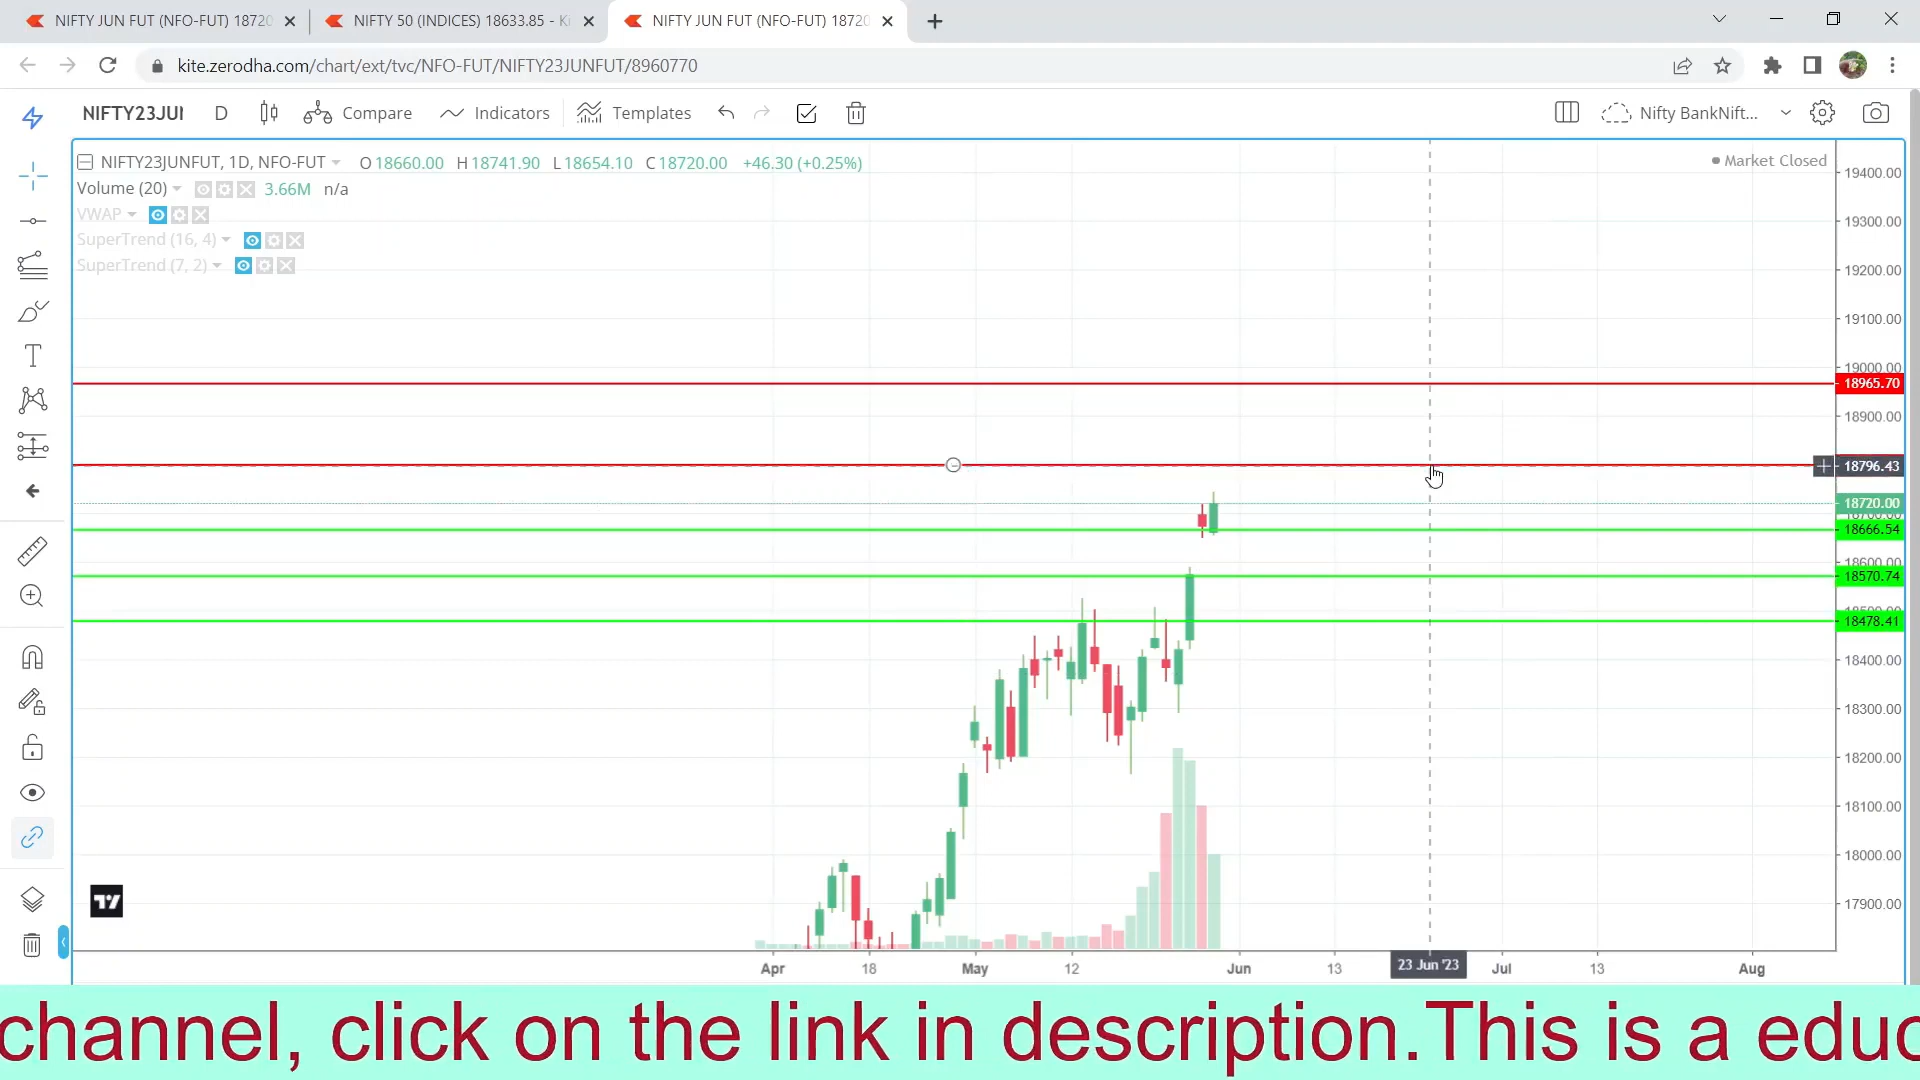 NIFTY JUN FUT (NFO-FUT) 18720
NIFTY 50 (INDICES) 18633.85 - Ki
NIFTY JUN FUT (NFO-FUT) 18720
kite.zerodha.com/chart/ext/tvc/NFO-FUT/NIFTY23JUNFUT/8960770
NIFTY23JUI D Compare Indicators Templates Nifty BankNift...
NIFTY23JUNFUT, 1D, NFO-FUT O 18660.00 H 18741.90 L 18654.10 C 18720.00 +46.30 (+0.25%)
Market Closed
Volume (20) 3.66M n/a
VWAP
SuperTrend (16, 4)
SuperTrend (7, 2)
19400.00
19300.00
19200.00
19100.00
19000.00
18965.70
18900.00
18796.43
18720.00
18666.54
18600.00
18570.74
18478.41
18400.00
18300.00
18200.00
18100.00
18000.00
17900.00
Apr 18 May 12 Jun 13 23 Jun '23 Jul 13 Aug
channel, click on the link in description.This is a educ